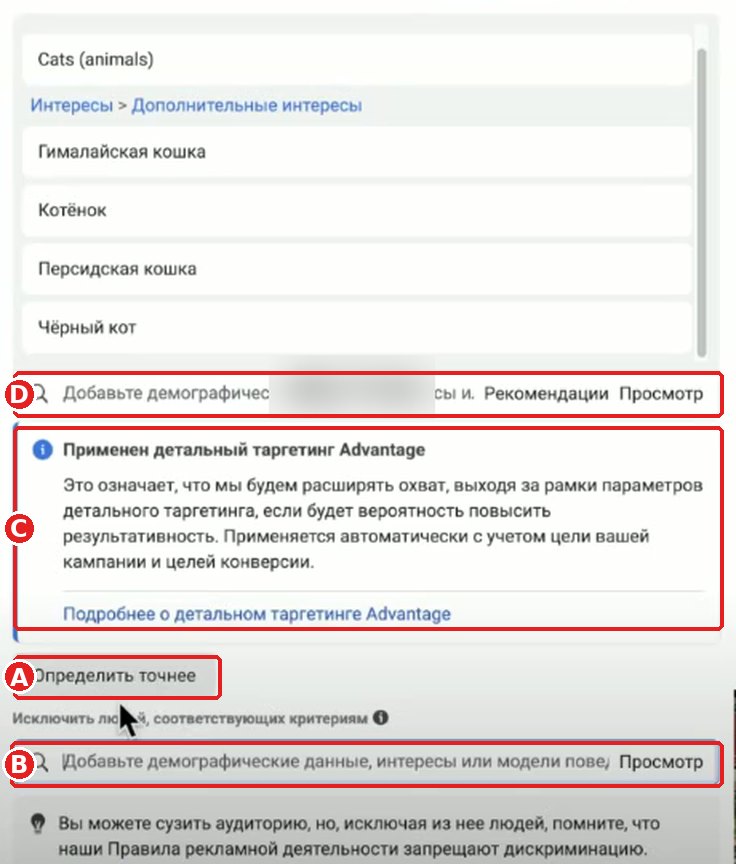 Cats (animals)
Интересы > Дополнительные интересы
Гималайская кошка
Котёнок
Персидская кошка
Чёрный кот
D
Добавьте демографичес сы и. Рекомендации Просмотр
Применен детальный таргетинг Advantage
Это означает, что мы будем расширять охват, выходя за рамки параметров
детального таргетинга, если будет вероятность повысить
результативность. Применяется автоматически с учетом цели вашей
кампании и целей конверсии.
C
Подробнее о детальном таргетинге Advantage
A
Определить точнее
Исключить людей, соответствующих критериям
B
Добавьте демографические данные, интересы или модели пове Просмотр
Вы можете сузить аудиторию, но, исключая из нее людей, помните, что
наши Правила рекламной деятельности запрещают дискриминацию.